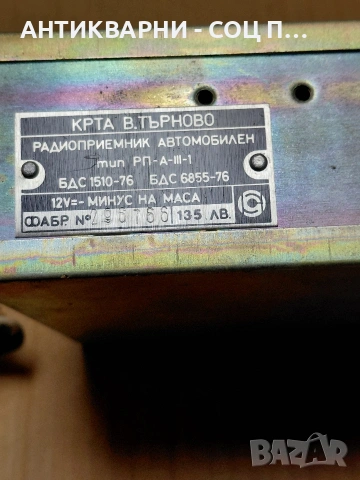 АНТИКВАРНИ - СОЦ П...
КРТА В.ТЪРНОВО
РАДИОПРИЕМНИК АВТОМОБИЛЕН
тип РП-А-III-1
БДС 1510-76 БДС 6855-76
12V=- МИНУС НА МАСА
ФАБР. № 135 ЛВ.
BAZAR